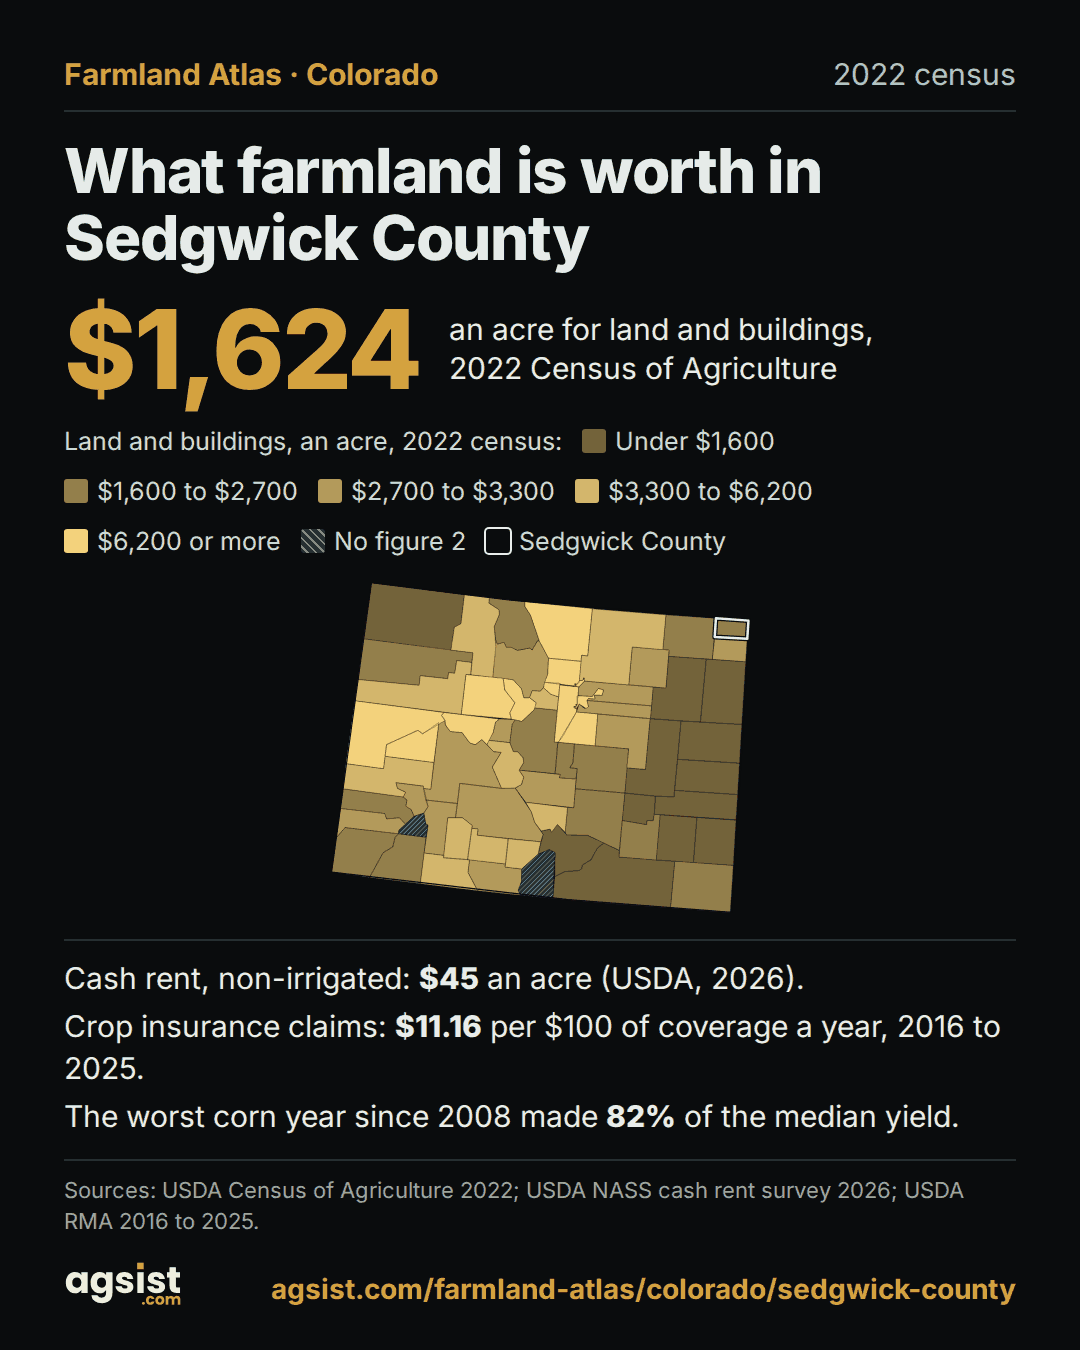 Farmland Atlas · Colorado
2022 census
What farmland is worth in
Sedgwick County
$1,624
an acre for land and buildings,
2022 Census of Agriculture
Land and buildings, an acre, 2022 census: Under $1,600
$1,600 to $2,700 $2,700 to $3,300 $3,300 to $6,200
$6,200 or more No figure 2 Sedgwick County
Cash rent, non-irrigated: $45 an acre (USDA, 2026).
Crop insurance claims: $11.16 per $100 of coverage a year, 2016 to
2025.
The worst corn year since 2008 made 82% of the median yield.
Sources: USDA Census of Agriculture 2022; USDA NASS cash rent survey 2026; USDA
RMA 2016 to 2025.
agsist
.com
agsist.com/farmland-atlas/colorado/sedgwick-county